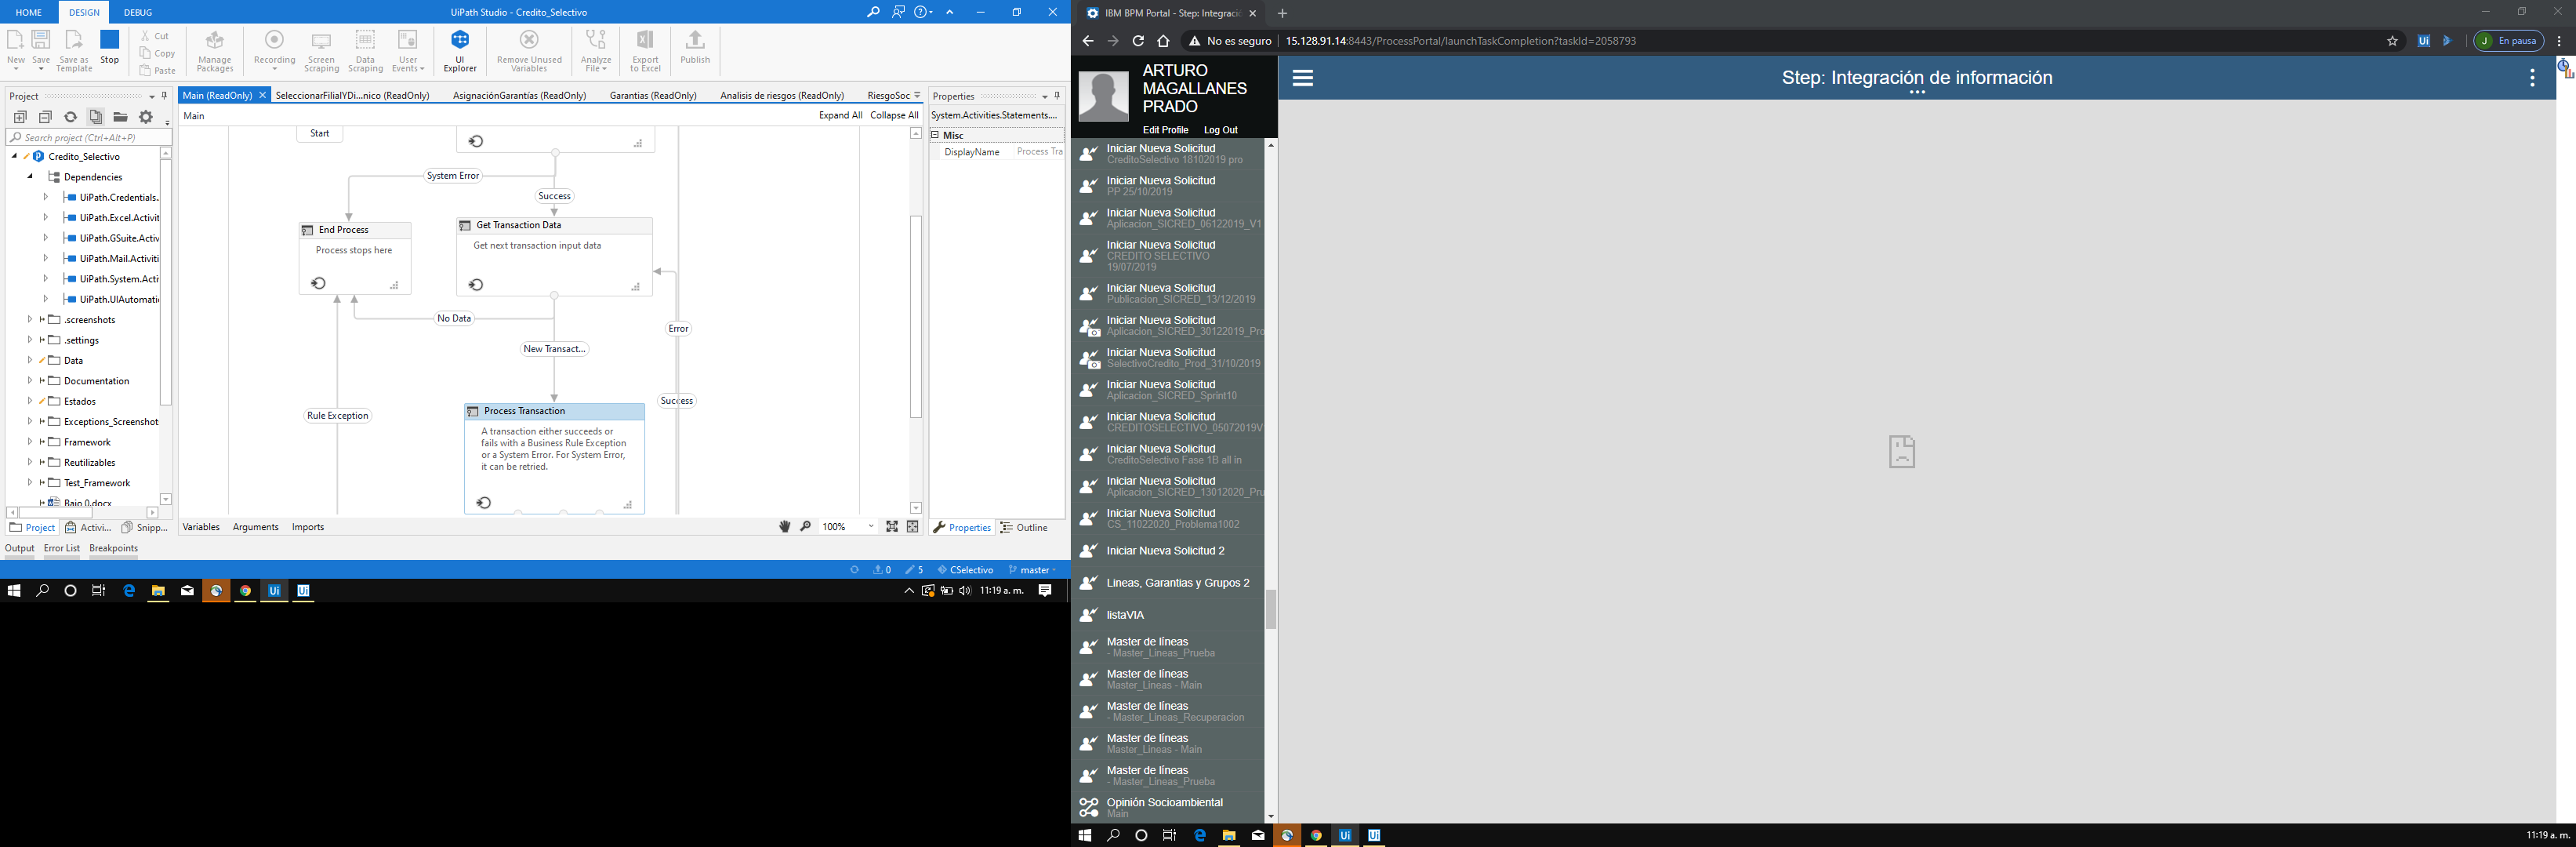 HOME DESIGN DEBUG
UiPath Studio - Credito_Selectivo
New Save Save as Template Stop
Cut
Copy
Paste
Manage Packages
Recording
Screen Scraping
Data Scraping
User Events
UI Explorer
Remove Unused Variables
Analyze File
Export to Excel
Publish
Project
Search project (Ctrl+Alt+P)
Credito_Selectivo
Dependencies
UiPath.Credentials.
UiPath.Excel.Activit
UiPath.GSuite.Activ
UiPath.Mail.Activiti
UiPath.System.Activ
UiPath.UIAutomatic
.screenshots
.settings
Data
Documentation
Estados
Exceptions_Screenshot
Framework
Reutilizables
Test_Framework
Bajo 0.docx
Project Activi... Snipp...
Output Error List Breakpoints
Main (ReadOnly) SeleccionarFilialYDi...nico (ReadOnly) AsignaciónGarantías (ReadOnly) Garantias (ReadOnly) Analisis de riesgos (ReadOnly) RiesgoSoc
Main
Expand All Collapse All
Start
System Error
Success
End Process
Process stops here
Get Transaction Data
Get next transaction input data
No Data
Error
New Transact...
Success
Rule Exception
Process Transaction
A transaction either succeeds or
fails with a Business Rule Exception
or a System Error. For System Error,
it can be retried.
Variables Arguments Imports
100%
Properties
System.Activities.Statements....
Misc
DisplayName Process Tra
Properties Outline
0 5 CSelectivo master
11:19 a. m.
IBM BPM Portal - Step: Integració
No es seguro 15.128.91.14:8443/ProcessPortal/launchTaskCompletion?taskId=2058793
J En pausa
ARTURO
MAGALLANES
PRADO
Edit Profile Log Out
Step: Integración de información
Iniciar Nueva Solicitud
CreditoSelectivo 18102019 pro
Iniciar Nueva Solicitud
PP 25/10/2019
Iniciar Nueva Solicitud
Aplicacion_SICRED_06122019_V1
Iniciar Nueva Solicitud
CREDITO SELECTIVO
19/07/2019
Iniciar Nueva Solicitud
Publicacion_SICRED_13/12/2019
Iniciar Nueva Solicitud
Aplicacion_SICRED_30122019_Pro
Iniciar Nueva Solicitud
SelectivoCredito_Prod_31/10/2019
Iniciar Nueva Solicitud
Aplicacion_SICRED_Sprint10
Iniciar Nueva Solicitud
CREDITOSELECTIVO_05072019V
Iniciar Nueva Solicitud
CreditoSelectivo Fase 1B all in
Iniciar Nueva Solicitud
Aplicacion_SICRED_13012020_Pru
Iniciar Nueva Solicitud
CS_11022020_Problema1002
Iniciar Nueva Solicitud 2
Lineas, Garantias y Grupos 2
listaVIA
Master de líneas
- Master_Lineas_Prueba
Master de líneas
Master_Lineas - Main
Master de líneas
- Master_Lineas_Recuperacion
Master de líneas
Master_Lineas - Main
Master de líneas
- Master_Lineas_Prueba
Opinión Socioambiental
Main
11:19 a. m.